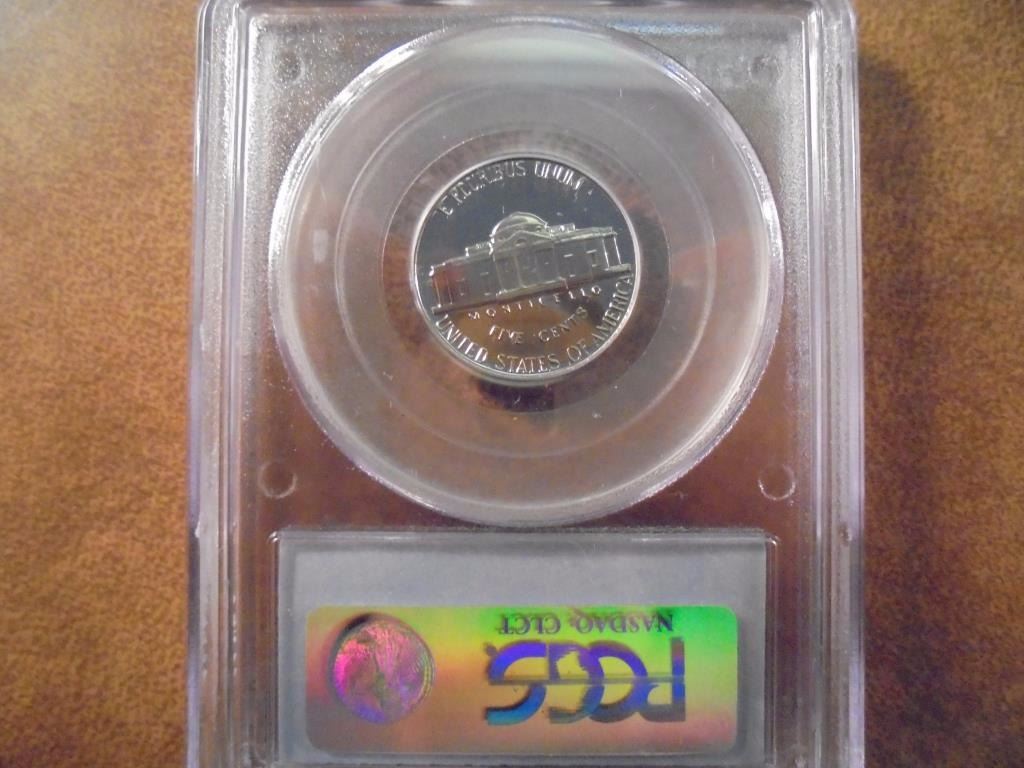 E PLURIBUS UNUM
MONTICELLO
FIVE CENTS
UNITED STATES OF AMERICA
NASDAQ: CLCT
PCGS